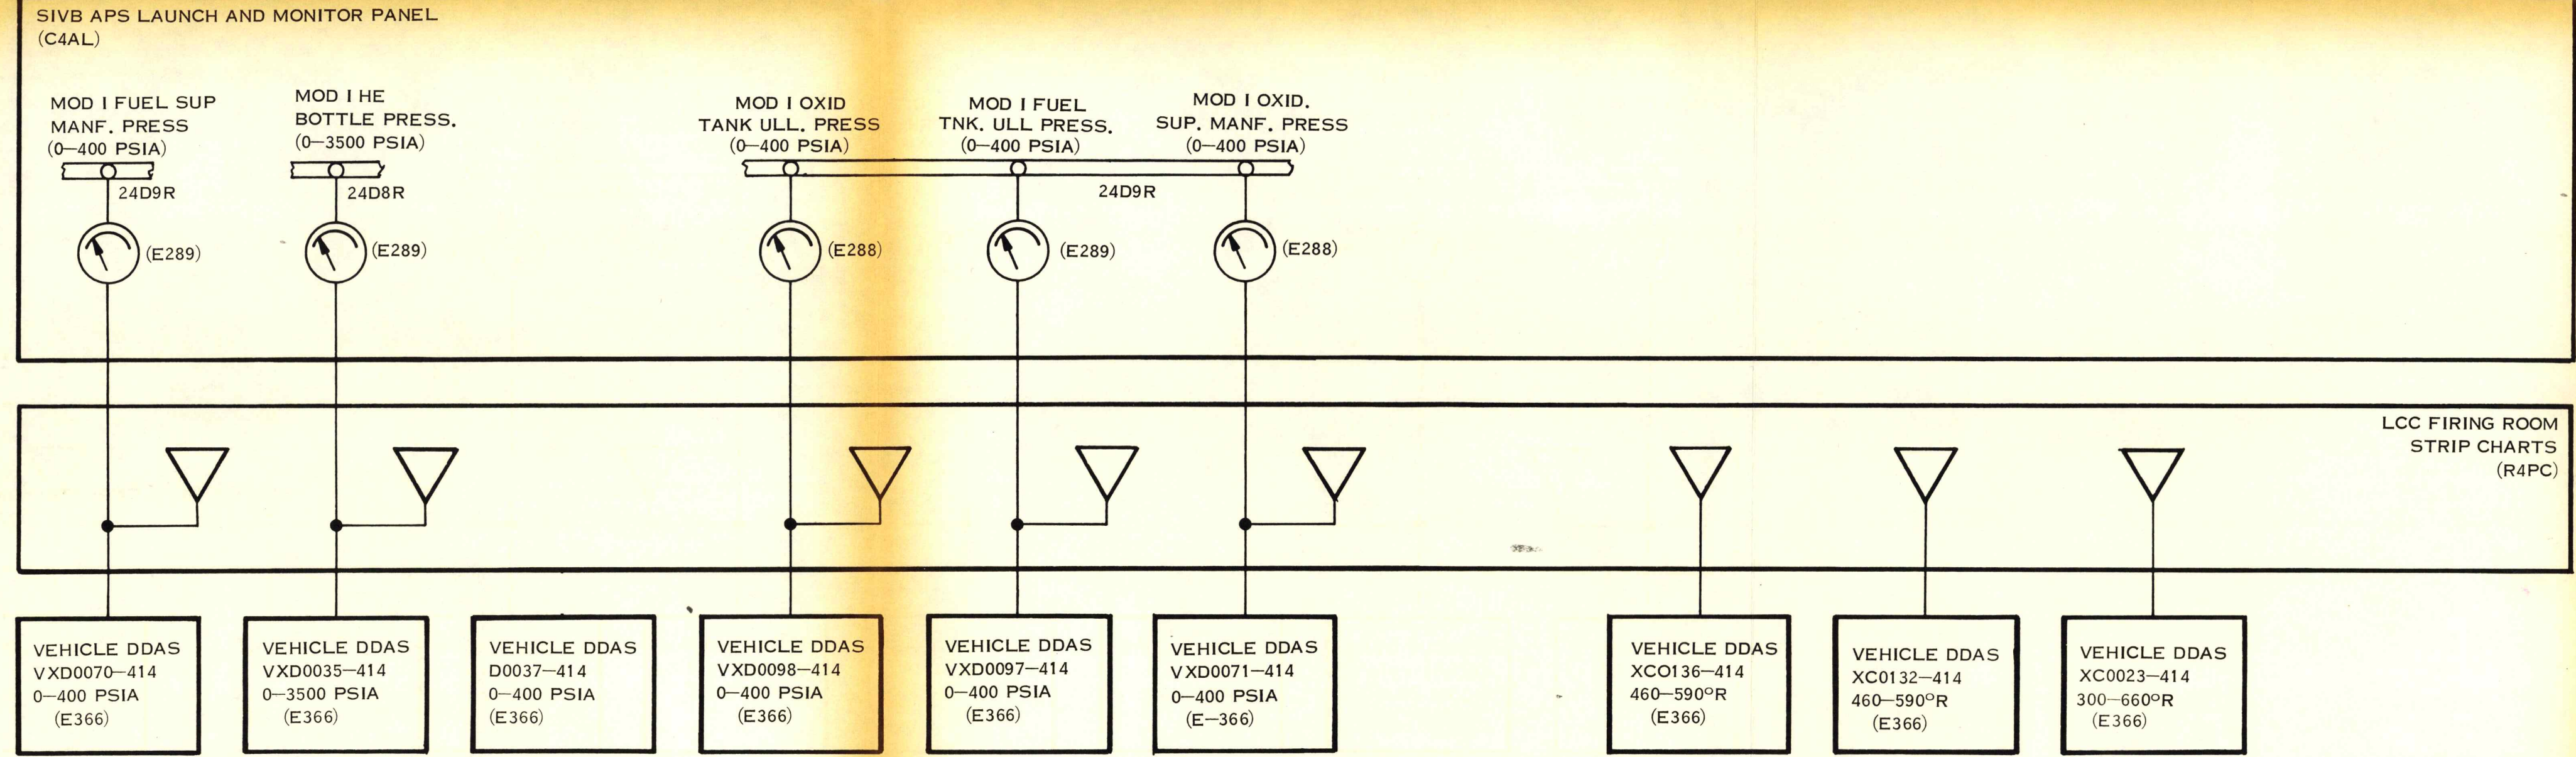 SIVB APS LAUNCH AND MONITOR PANEL
(C4AL)
MOD I FUEL SUP
MANF. PRESS
(0—400 PSIA)
24D9R
(E289)
MOD I HE
BOTTLE PRESS.
(0—3500 PSIA)
24D8R
(E289)
MOD I OXID
TANK ULL. PRESS
(0—400 PSIA)
(E288)
MOD I FUEL
TNK. ULL PRESS.
(0—400 PSIA)
24D9R
(E289)
MOD I OXID.
SUP. MANF. PRESS
(0—400 PSIA)
(E288)
LCC FIRING ROOM
STRIP CHARTS
(R4PC)
VEHICLE DDAS
VXD0070—414
0—400 PSIA
(E366)
VEHICLE DDAS
VXD0035—414
0—3500 PSIA
(E366)
VEHICLE DDAS
D0037—414
0—400 PSIA
(E366)
VEHICLE DDAS
VXD0098—414
0—400 PSIA
(E366)
VEHICLE DDAS
VXD0097—414
0—400 PSIA
(E366)
VEHICLE DDAS
VXD0071—414
0—400 PSIA
(E—366)
VEHICLE DDAS
XCO136—414
460—590°R
(E366)
VEHICLE DDAS
XC0132—414
460—590°R
(E366)
VEHICLE DDAS
XC0023—414
300—660°R
(E366)